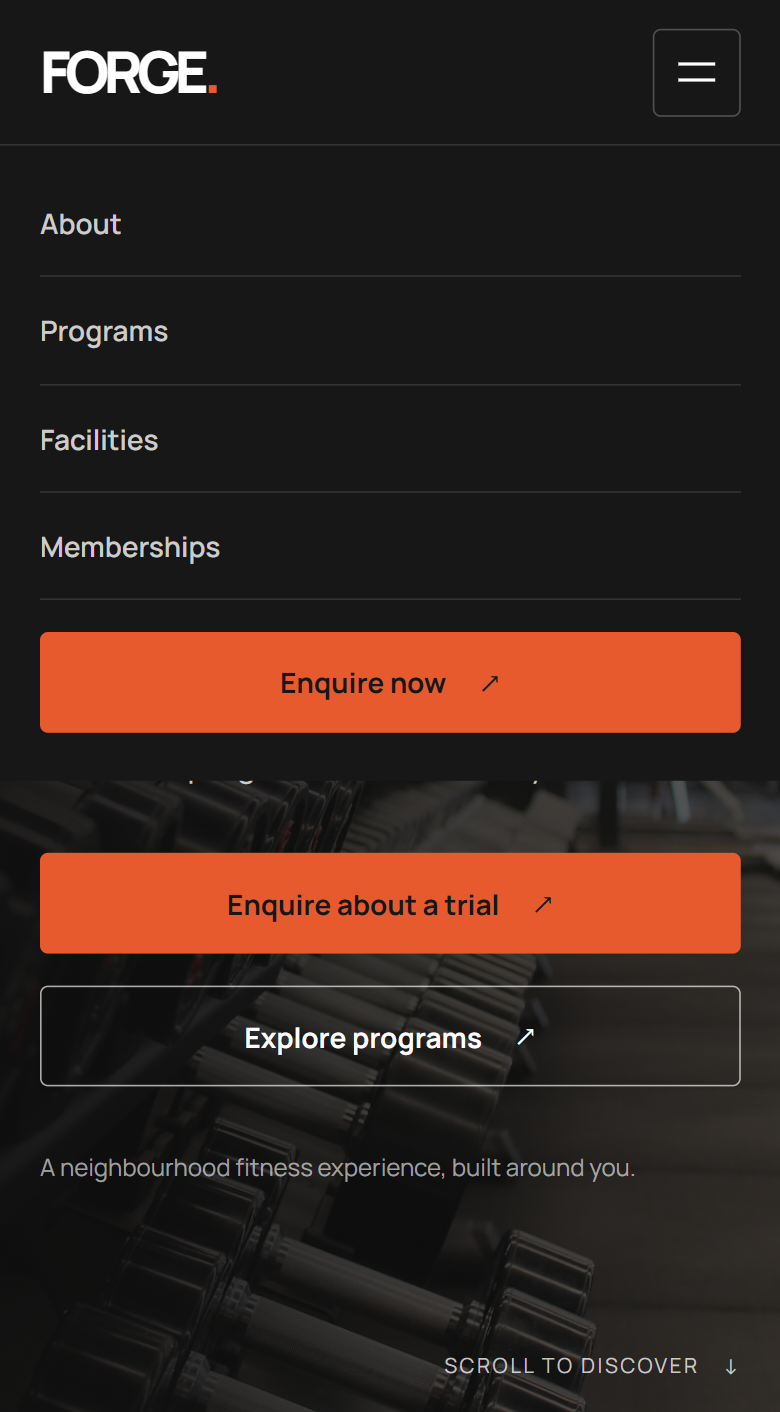 FORGE.
About
Programs
Facilities
Memberships
Enquire now ↗
Enquire about a trial ↗
Explore programs ↗
A neighbourhood fitness experience, built around you.
SCROLL TO DISCOVER ↓